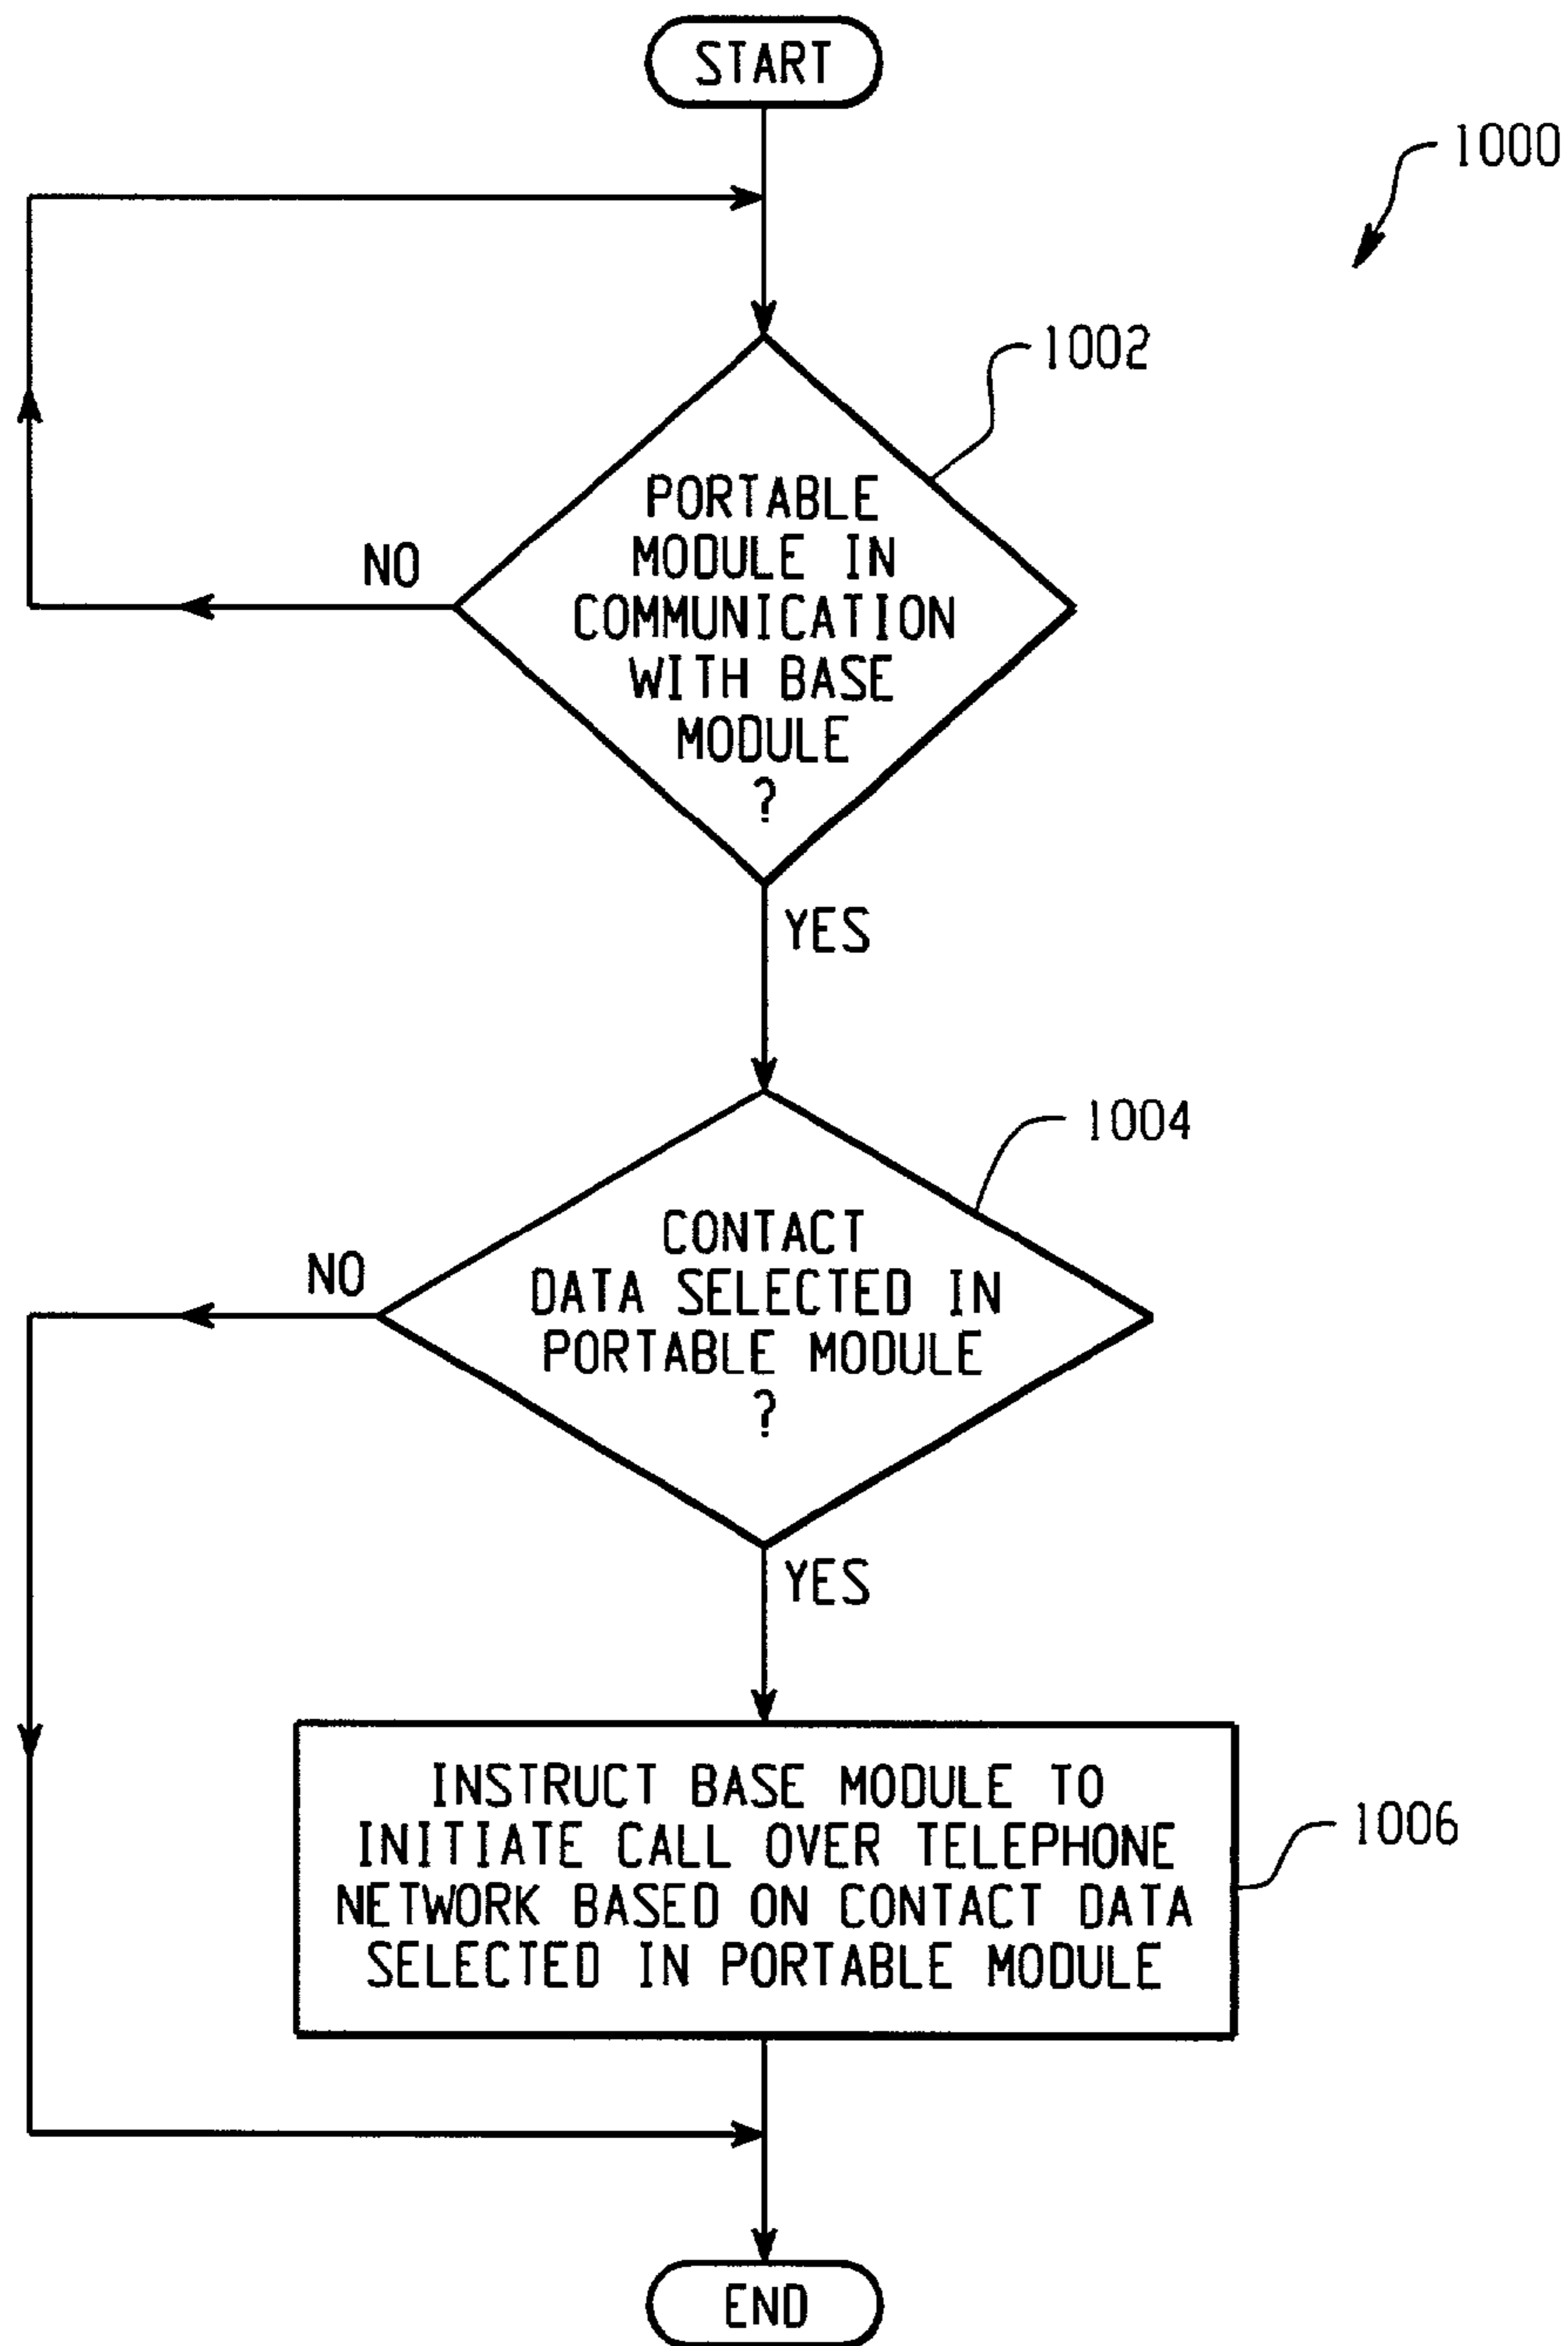 START
1000
1002
PORTABLE
MODULE IN
COMMUNICATION
WITH BASE
MODULE
?
NO
YES
1004
CONTACT
DATA SELECTED IN
PORTABLE MODULE
?
NO
YES
INSTRUCT BASE MODULE TO
INITIATE CALL OVER TELEPHONE
NETWORK BASED ON CONTACT DATA
SELECTED IN PORTABLE MODULE
1006
END